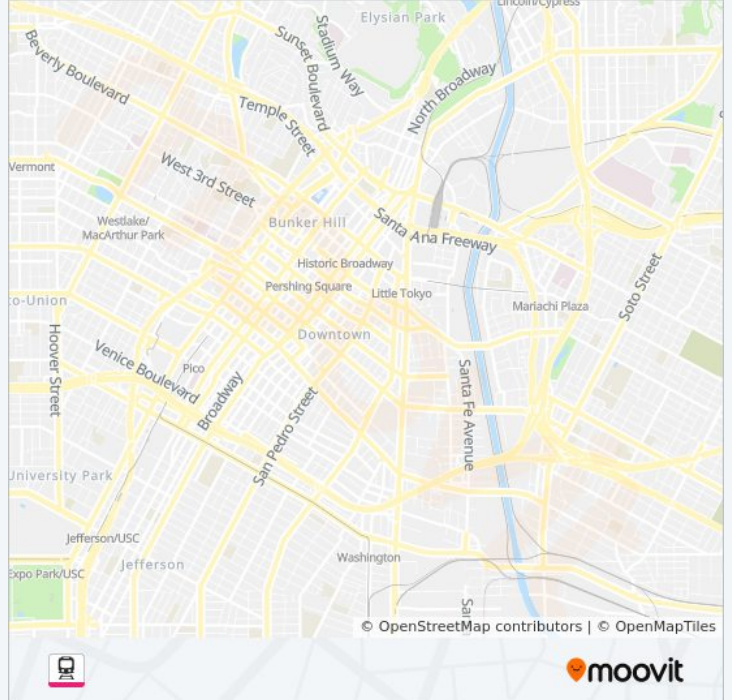 Lincoln/Cypress
Elysian Park
Beverly Boulevard
Sunset Boulevard
Stadium Way
North Broadway
Temple Street
West 3rd Street
Vermont
Westlake/
MacArthur Park
Bunker Hill
Santa Ana Freeway
Historic Broadway
Pershing Square
Little Tokyo
Mariachi Plaza
Soto Street
co-Union
Downtown
Hoover Street
Venice Boulevard
Pico
Broadway
San Pedro Street
Santa Fe Avenue
University Park
Jefferson/USC
Jefferson
Expo Park/USC
Washington
San
© OpenStreetMap contributors | © OpenMapTiles
moovit